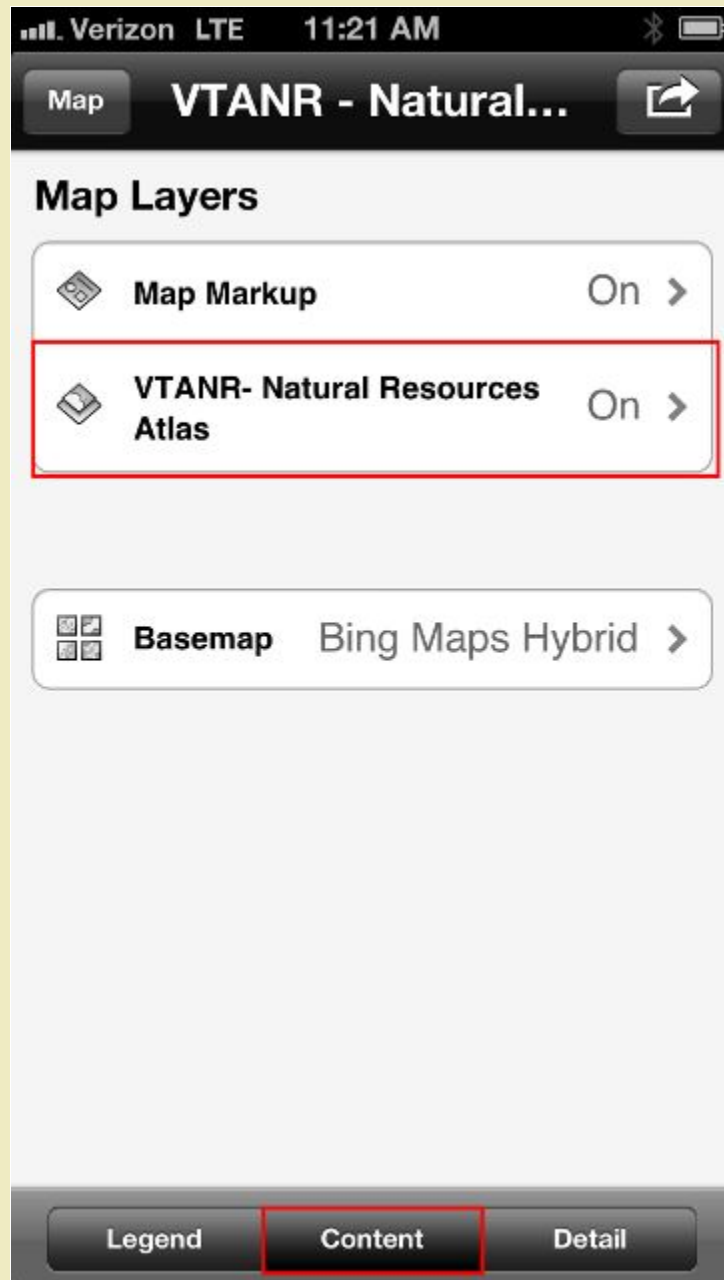 Verizon LTE 11:21 AM
Map VTANR - Natural...
Map Layers
Map Markup On
VTANR- Natural Resources
Atlas On
Basemap Bing Maps Hybrid
Legend Content Detail